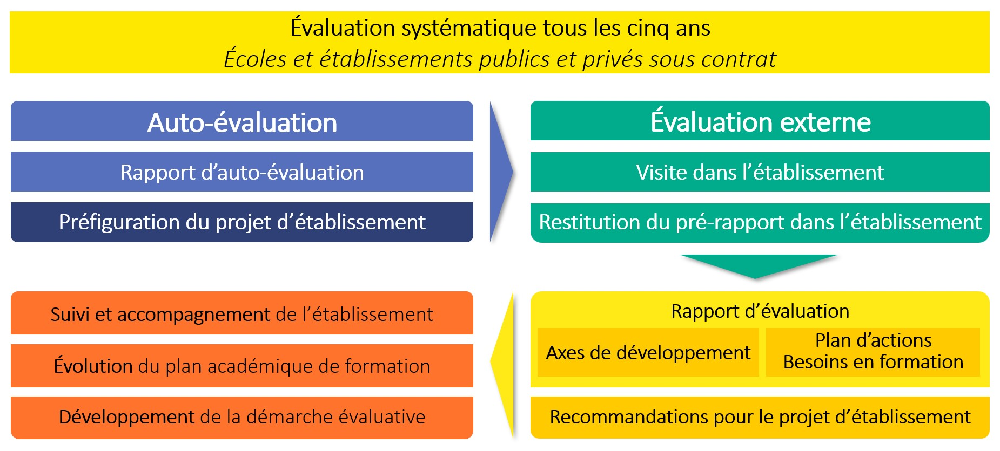 Évaluation systématique tous les cinq ans
Écoles et établissements publics et privés sous contrat
Auto-évaluation
Rapport d’auto-évaluation
Préfiguration du projet d’établissement
Évaluation externe
Visite dans l’établissement
Restitution du pré-rapport dans l’établissement
Rapport d’évaluation
Axes de développement
Plan d’actions
Besoins en formation
Recommandations pour le projet d’établissement
Suivi et accompagnement de l’établissement
Évolution du plan académique de formation
Développement de la démarche évaluative